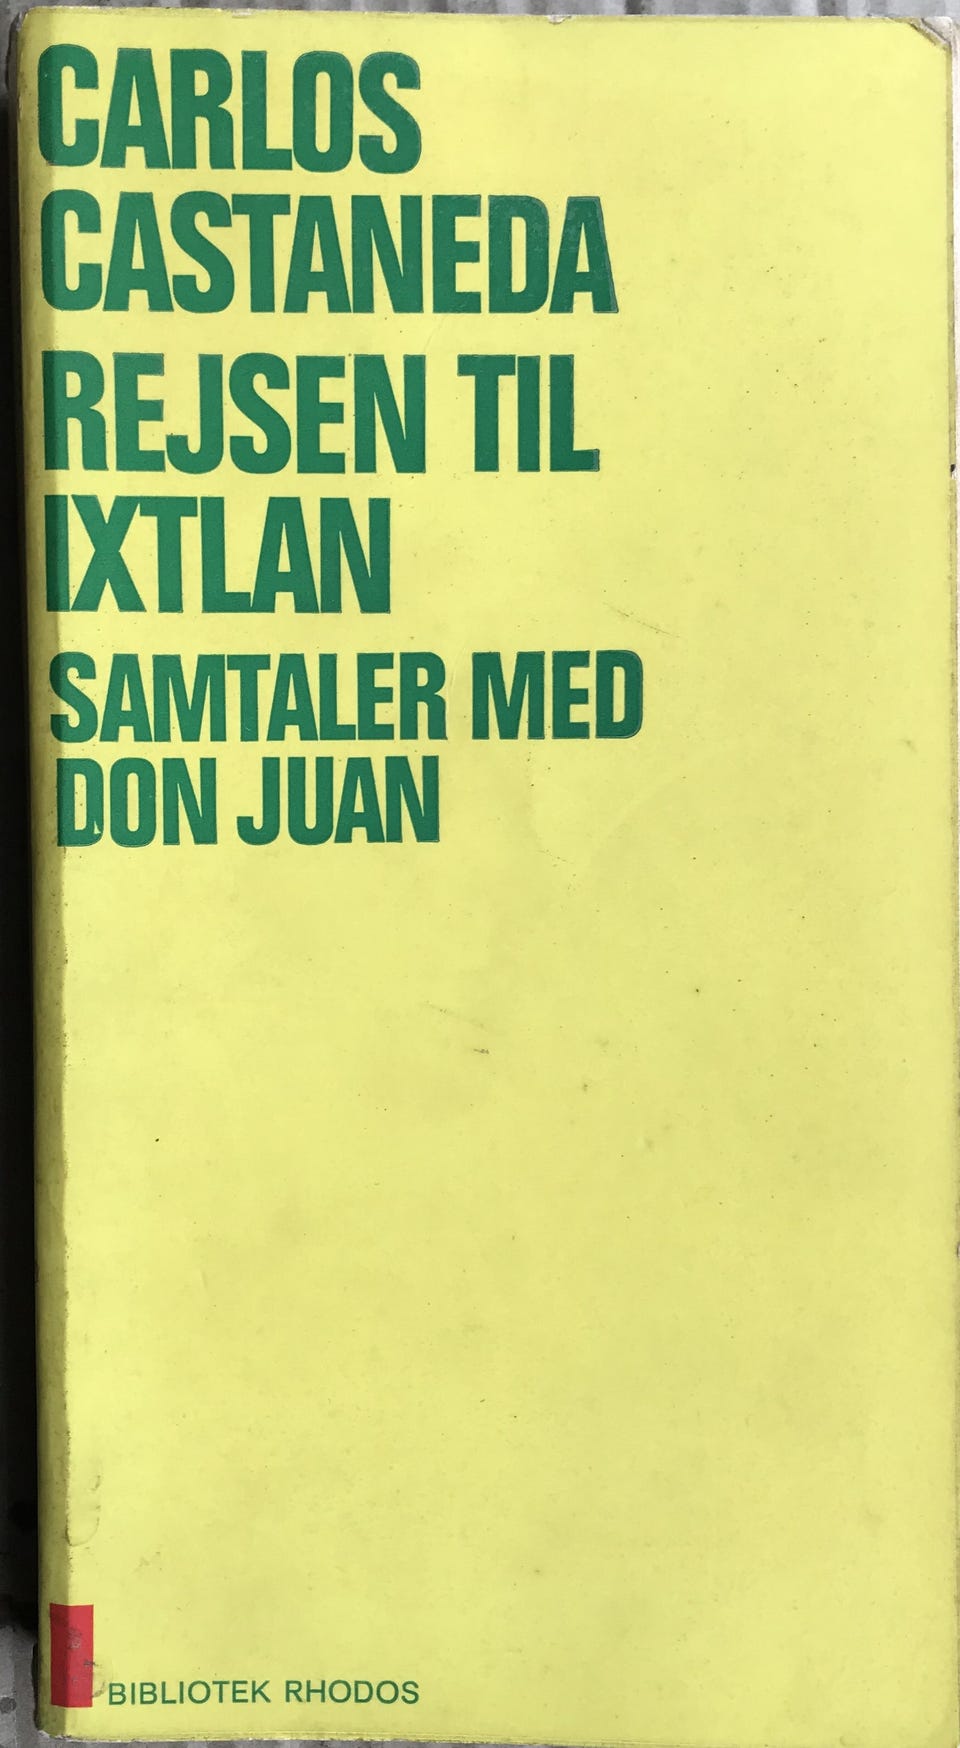 CARLOS
CASTANEDA
REJSEN TIL
IXTLAN
SAMTALER MED
DON JUAN
BIBLIOTEK RHODOS